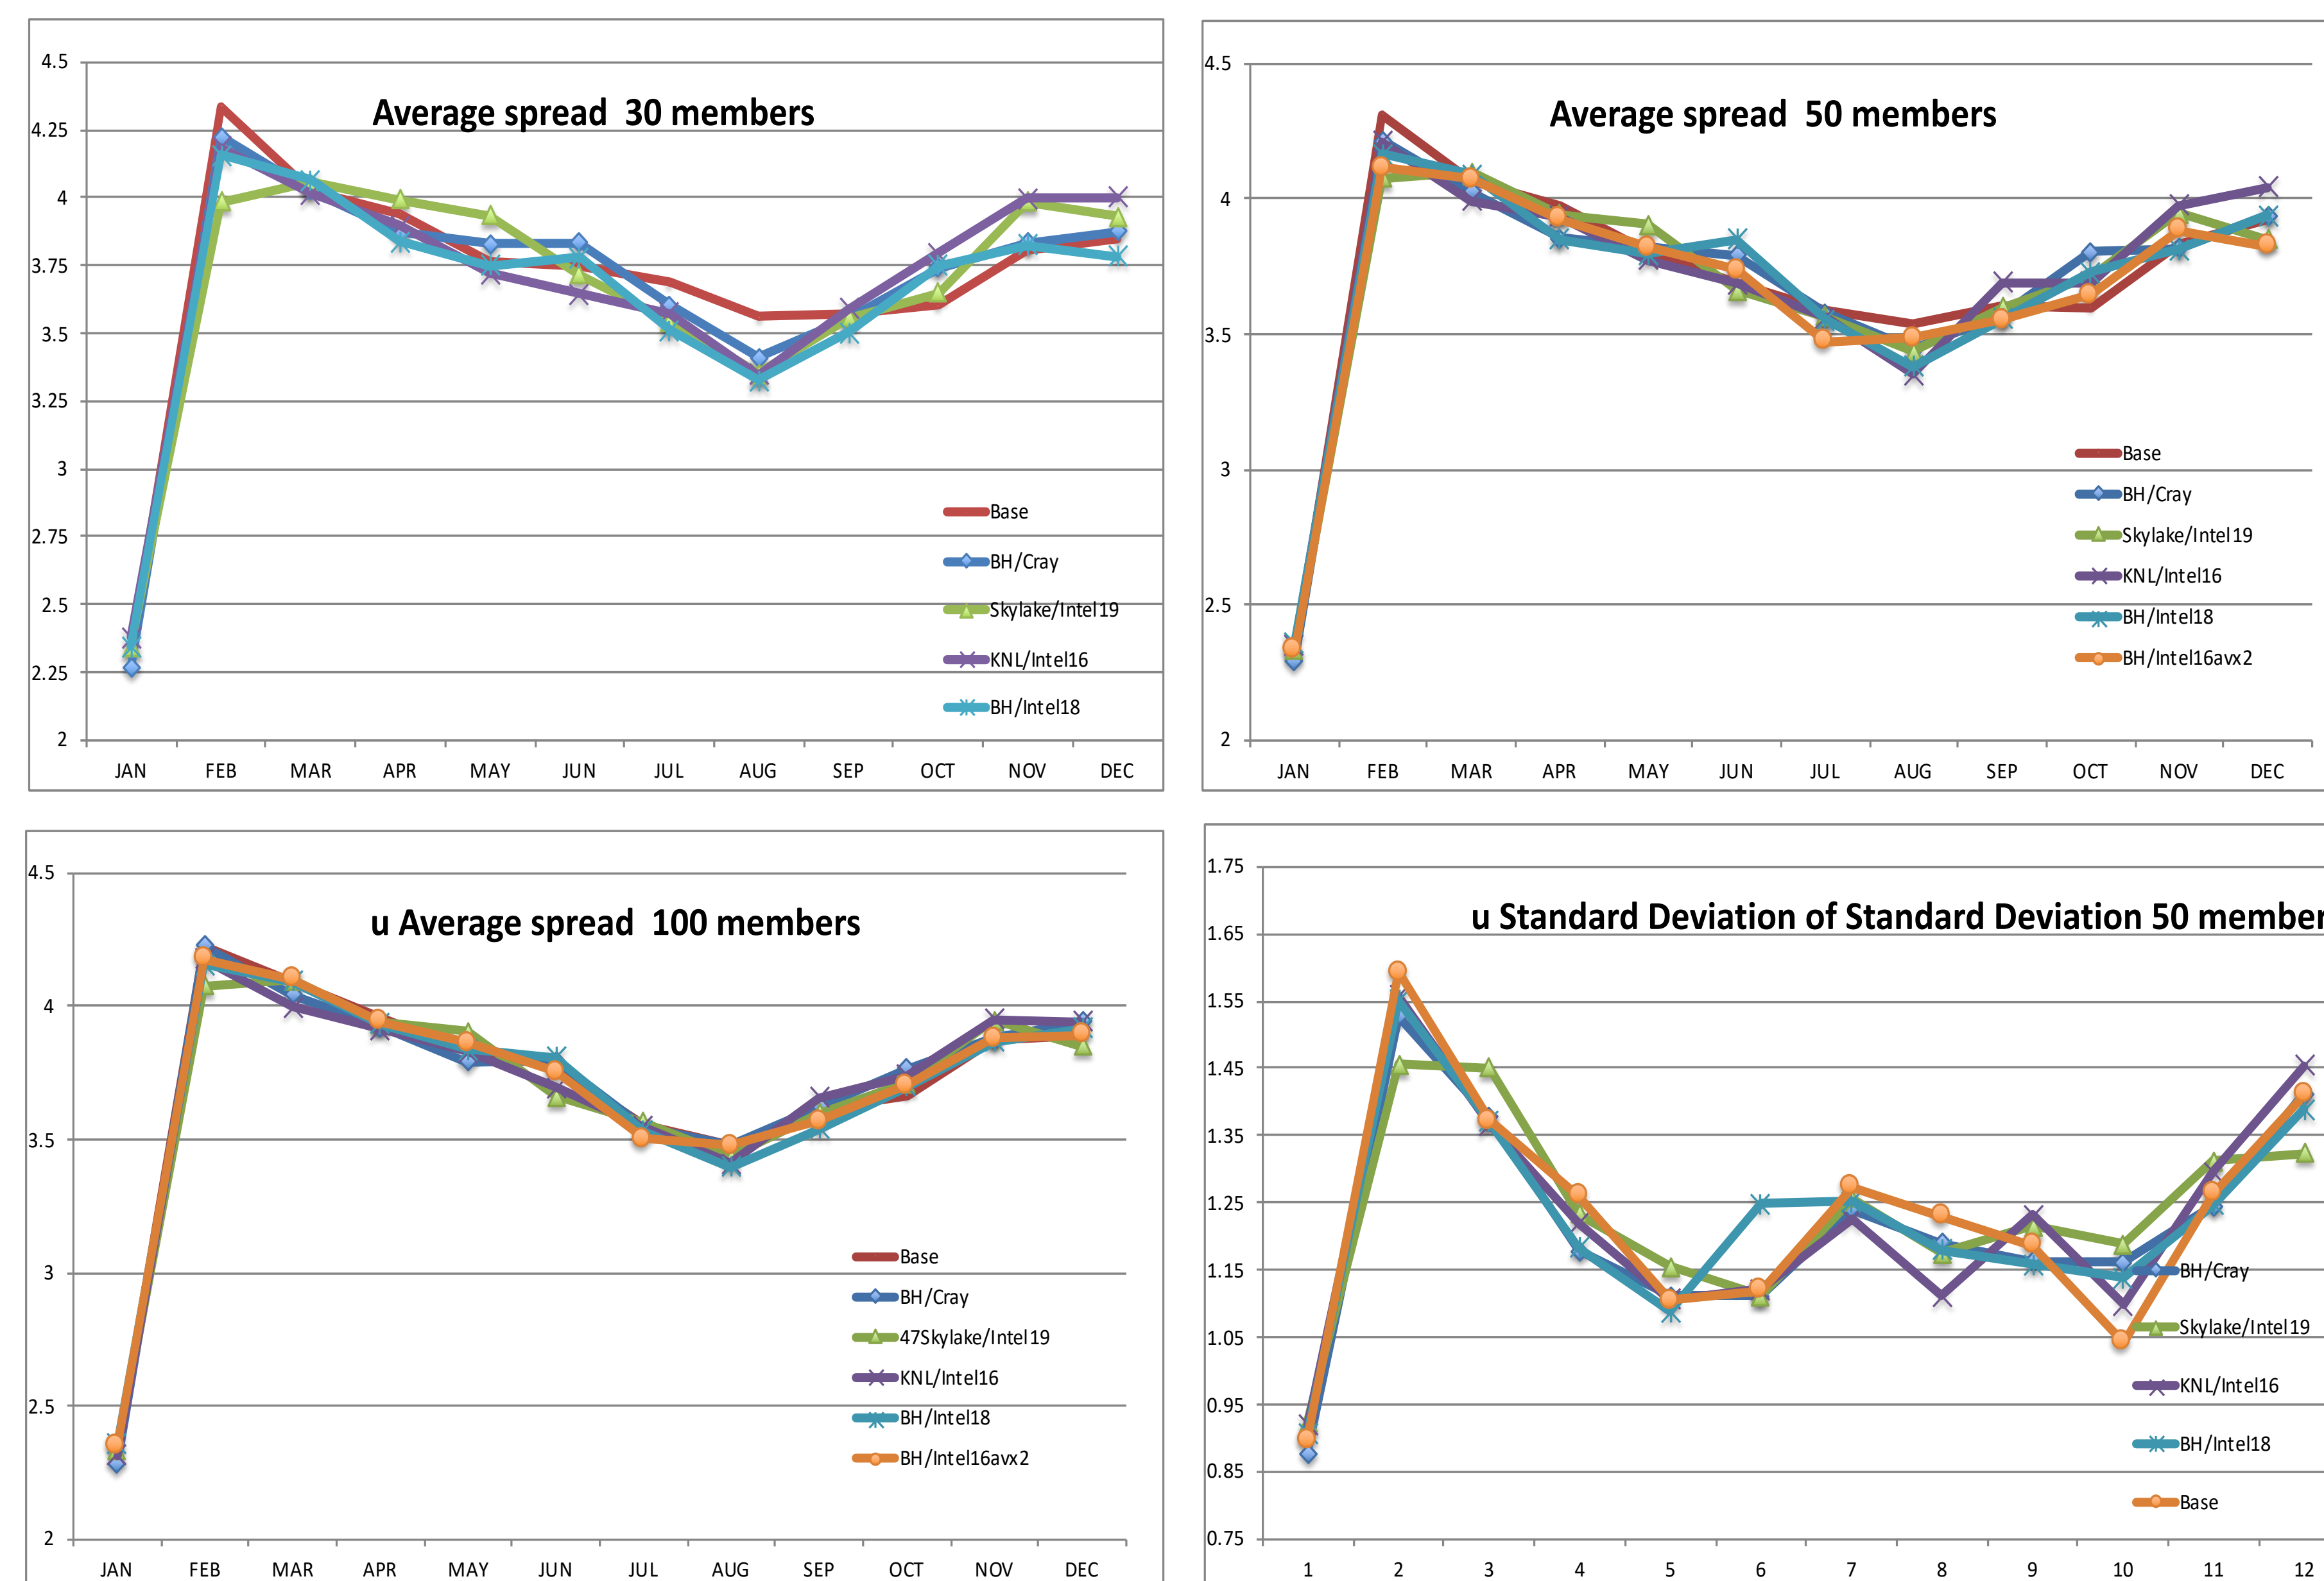 Average spread  30 members
4.5
4.25
4
3.75
3.5
3.25
3
2.75
2.5
2.25
2
Base
BH/Cray
Skylake/Intel19
KNL/Intel16
BH/Intel18
JAN FEB MAR APR MAY JUN JUL AUG SEP OCT NOV DEC
Average spread  50 members
4.5
4
3.5
3
2.5
2
Base
BH/Cray
Skylake/Intel19
KNL/Intel16
BH/Intel18
BH/Intel16avx2
JAN FEB MAR APR MAY JUN JUL AUG SEP OCT NOV DEC
u Average spread  100 members
4.5
4
3.5
3
2.5
2
Base
BH/Cray
47Skylake/Intel19
KNL/Intel16
BH/Intel18
BH/Intel16avx2
JAN FEB MAR APR MAY JUN JUL AUG SEP OCT NOV DEC
u Standard Deviation of Standard Deviation 50 member
1.75
1.65
1.55
1.45
1.35
1.25
1.15
1.05
0.95
0.85
0.75
BH/Cray
Skylake/Intel19
KNL/Intel16
BH/Intel18
Base
1 2 3 4 5 6 7 8 9 10 11 12